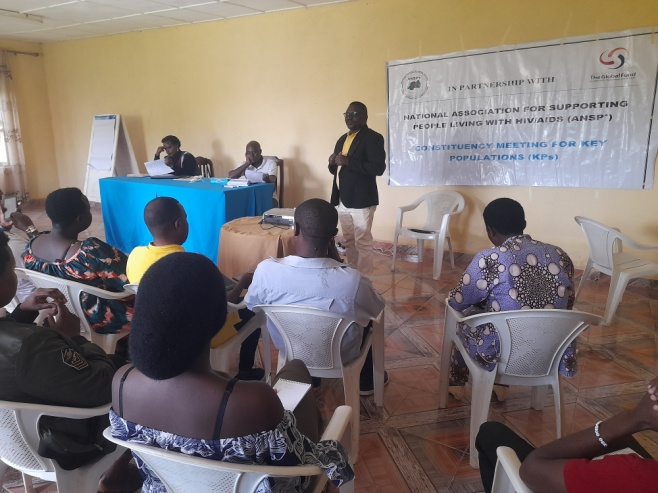 The Global Fund
IN PARTNERSHIP WITH
NATIONAL ASSOCIATION FOR SUPPORTING
PEOPLE LIVING WITH HIV/AIDS (ANSP+)
CONSTITUENCY MEETING FOR KEY
POPULATIONS (KPs)